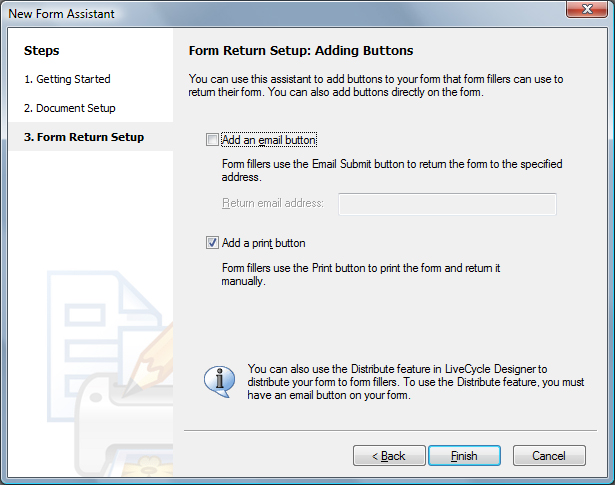 New Form Assistant
Steps
1. Getting Started
2. Document Setup
3. Form Return Setup
Form Return Setup: Adding Buttons
You can use this assistant to add buttons to your form that form fillers can use to
return their form. You can also add buttons directly on the form.
Add an email button
Form fillers use the Email Submit button to return the form to the specified
address.
Return email address:
Add a print button
Form fillers use the Print button to print the form and return it
manually.
You can also use the Distribute feature in LiveCycle Designer to
distribute your form to form fillers. To use the Distribute feature, you must
have an email button on your form.
< Back
Finish
Cancel